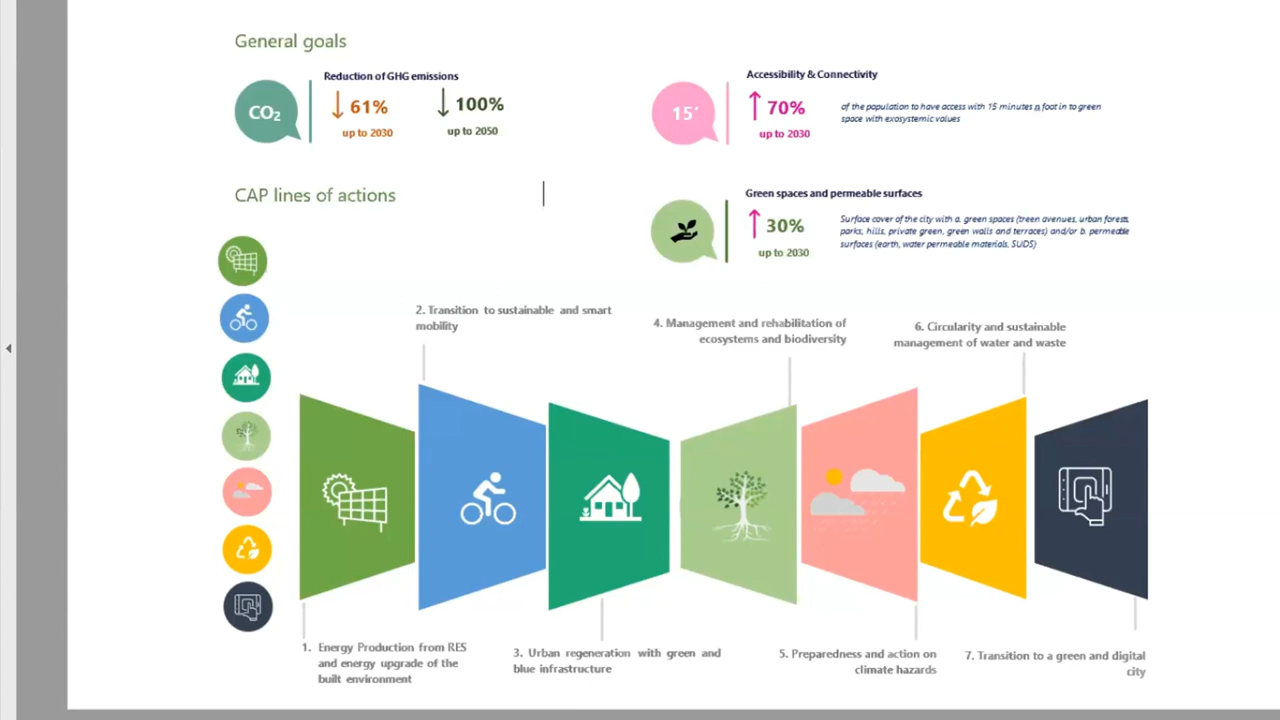 General goals
CO₂
Reduction of GHG emissions
61%
up to 2030
100%
up to 2050
15'
Accessibility & Connectivity
70%
up to 2030
of the population to have access with 15 minutes n foot in to green
space with exosystemic values
CAP lines of actions
Green spaces and permeable surfaces
30%
up to 2030
Surface cover of the city with a. green spaces (treen avenues, urban forests,
parks, hills, private green, green walls and terraces) and/or b. permeable
surfaces (earth, water permeable materials, SUDS)
2. Transition to sustainable and smart
mobility
4. Management and rehabilitation of
ecosystems and biodiversity
6. Circularity and sustainable
management of water and waste
1. Energy Production from RES
and energy upgrade of the
built environment
3. Urban regeneration with green and
blue infrastructure
5. Preparedness and action on
climate hazards
7. Transition to a green and digital
city